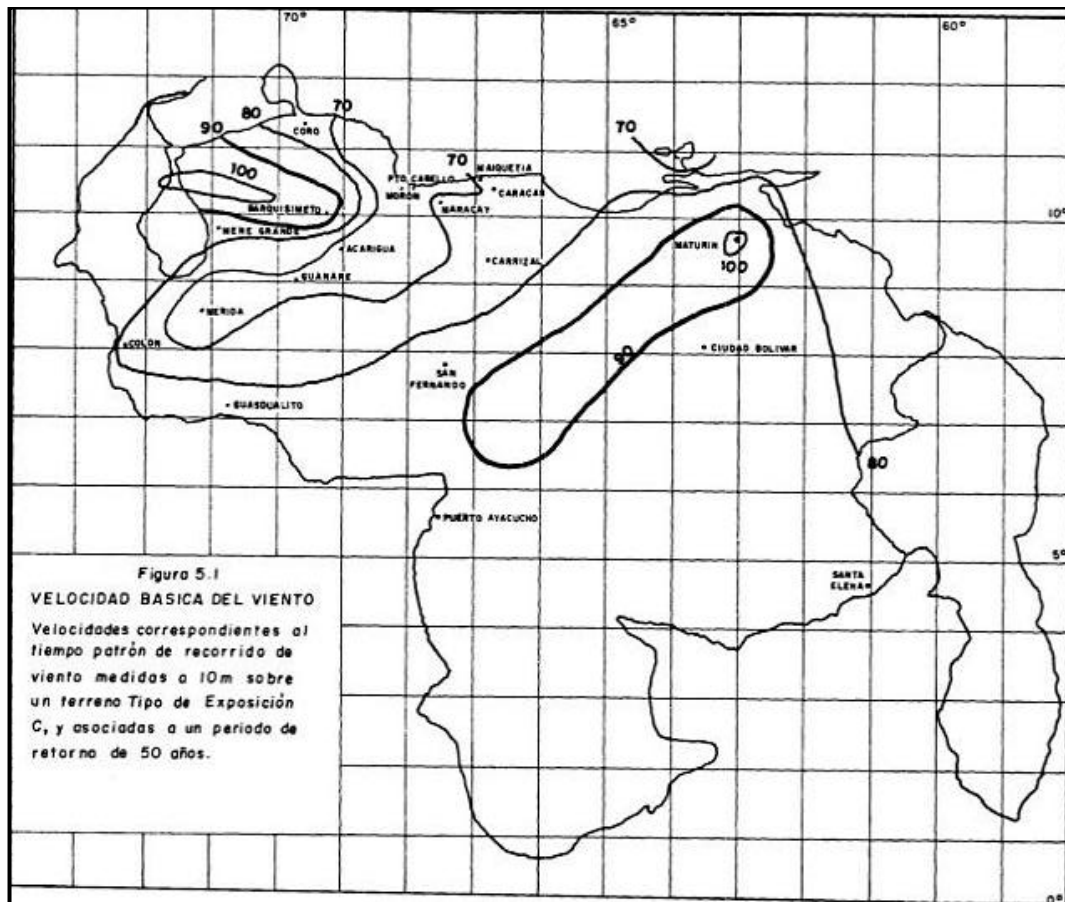 70°
65°
60°
90
80
70
CORO
100
70
70
MAIQUETIA
PTO. CABELLO
MORON
CARACAS
MARACAY
BARQUISIMETO
MENE GRANDE
10°
ACARIGUA
MATURIN
100
CARRIZAL
GUANARE
MERIDA
COLON
CIUDAD BOLIVAR
90
SAN
FERNANDO
GUASDUALITO
80
PUERTO AYACUCHO
5°
SANTA
ELENA
Figura 5.1
VELOCIDAD BASICA DEL VIENTO
Velocidades correspondientes al
tiempo patrón de recorrido de
viento medidas a 10m sobre
un terreno Tipo de Exposición
C, y asociadas a un periodo de
retorno de 50 años.
0°